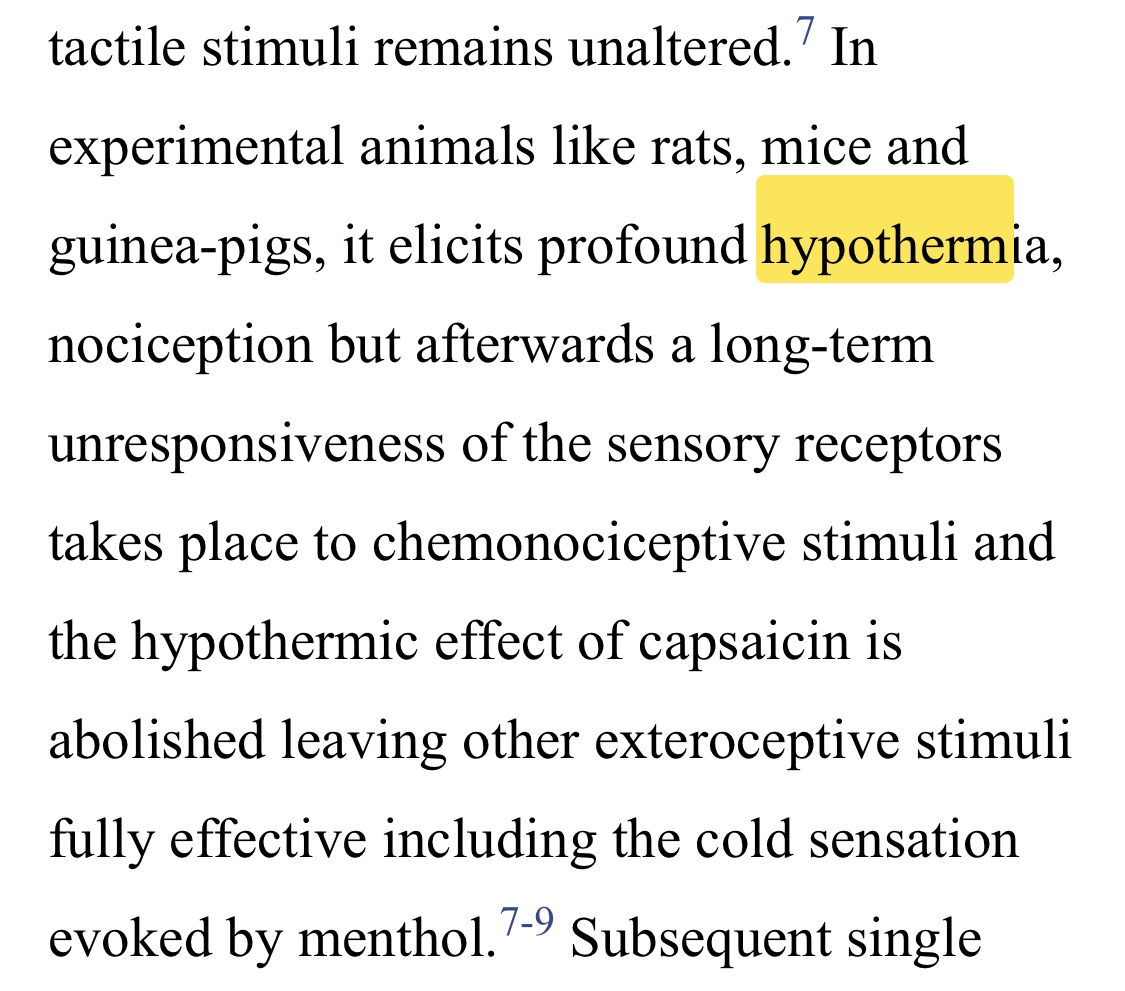 tactile stimuli remains unaltered.7 In
experimental animals like rats, mice and
guinea-pigs, it elicits profound hypothermia,
nociception but afterwards a long-term
unresponsiveness of the sensory receptors
takes place to chemonociceptive stimuli and
the hypothermic effect of capsaicin is
abolished leaving other exteroceptive stimuli
fully effective including the cold sensation
evoked by menthol.7-9 Subsequent single